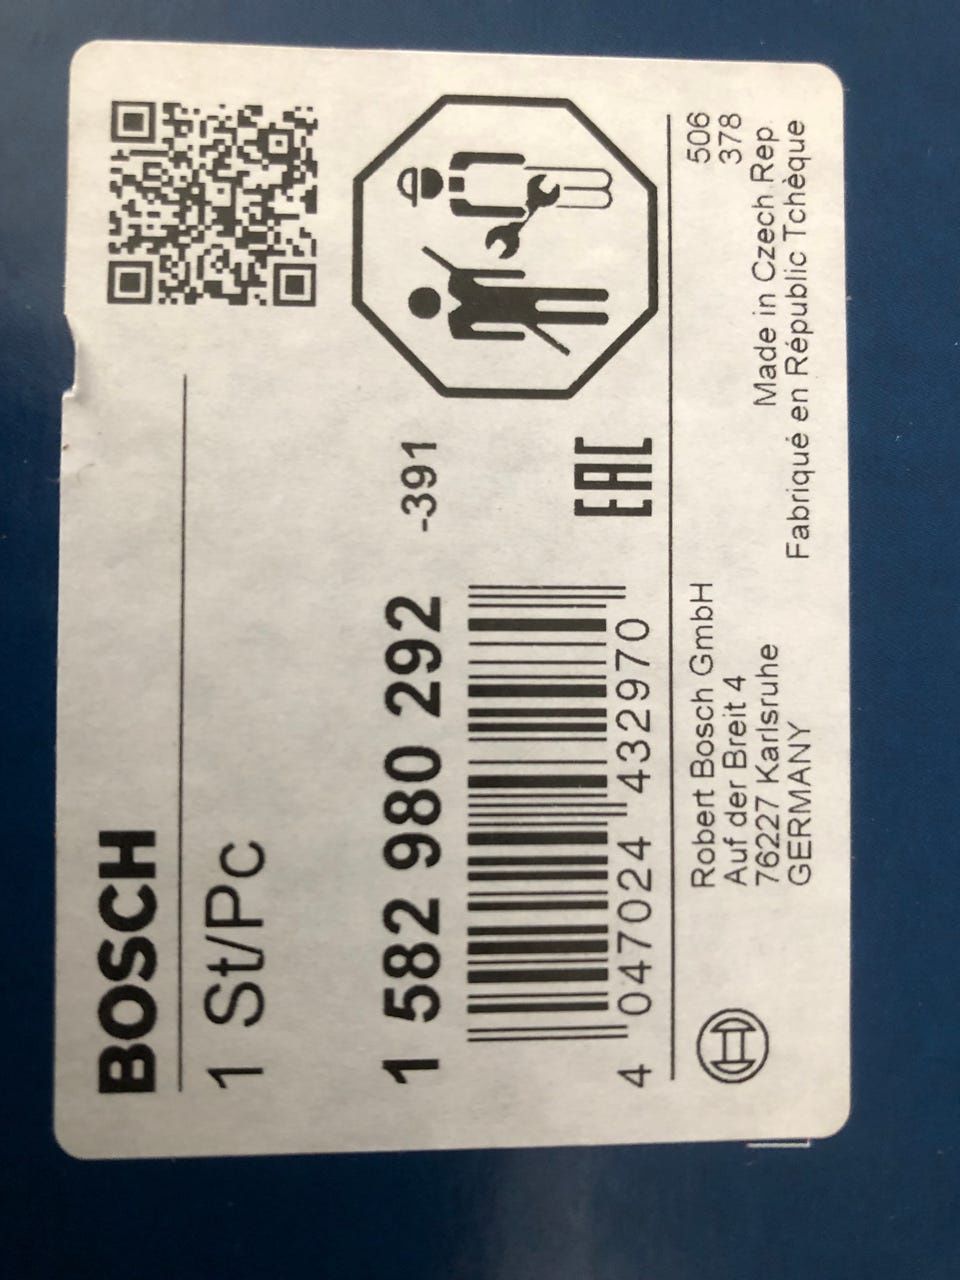 BOSCH
1 St/Pc
1 582 980 292 -391
4 047024 432970
EAC
Robert Bosch GmbH
Auf der Breit 4
76227 Karlsruhe
GERMANY
506
378
Made in Czech Rep.
Fabriqué en Républic Tchèque